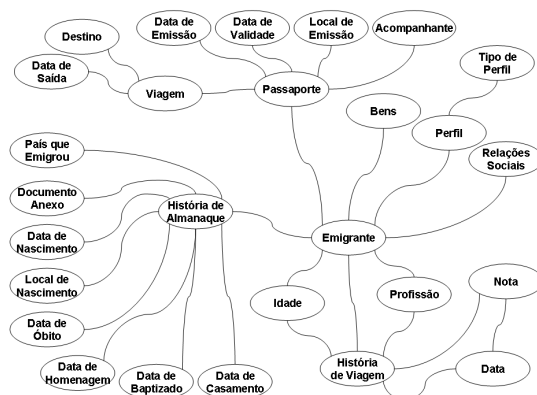 Destino
Data de
Emissão
Data de
Validade
Local de
Emissão
Acompanhante
Data de
Saída
Viagem
Passaporte
Tipo de
Perfil
Bens
Perfil
País que
Emigrou
Relações
Sociais
Documento
Anexo
História de
Almanaque
Data de
Nascimento
Emigrante
Local de
Nascimento
Idade
Profissão
Nota
Data de
Óbito
Data de
Homenagem
Data de
Baptizado
Data de
Casamento
História
de Viagem
Data